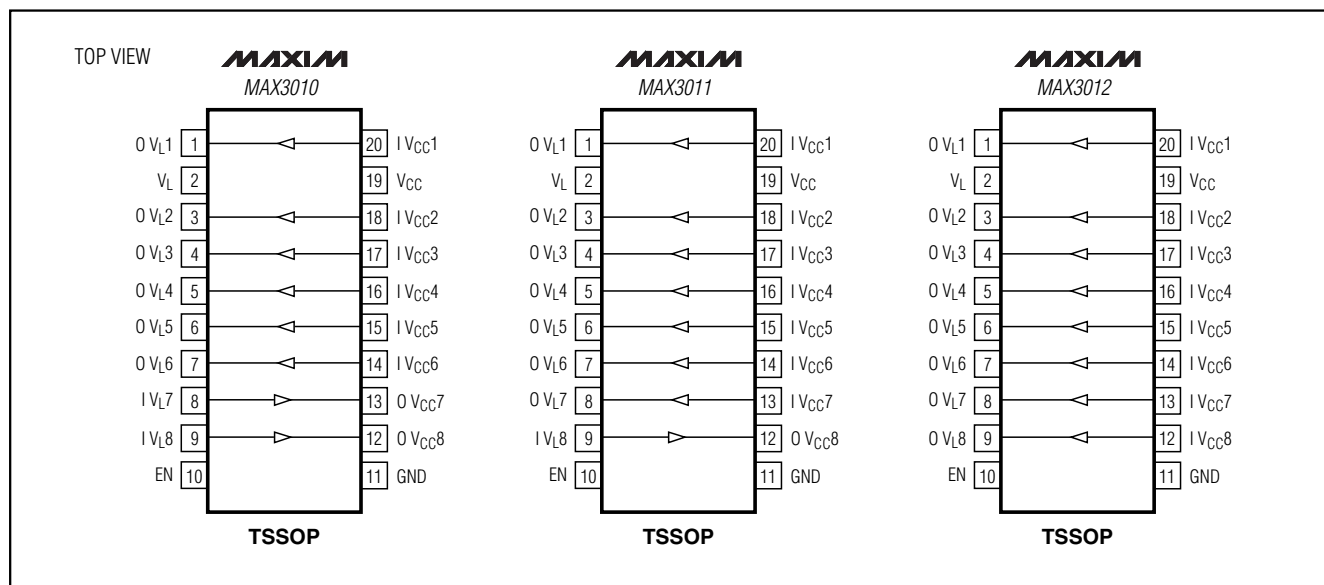 TOP VIEW
MAXIM
MAX3010
O VL1 1 20 I VCC1
VL 2 19 VCC
O VL2 3 18 I VCC2
O VL3 4 17 I VCC3
O VL4 5 16 I VCC4
O VL5 6 15 I VCC5
O VL6 7 14 I VCC6
I VL7 8 13 O VCC7
I VL8 9 12 O VCC8
EN 10 11 GND
TSSOP
MAXIM
MAX3011
O VL1 1 20 I VCC1
VL 2 19 VCC
O VL2 3 18 I VCC2
O VL3 4 17 I VCC3
O VL4 5 16 I VCC4
O VL5 6 15 I VCC5
O VL6 7 14 I VCC6
O VL7 8 13 I VCC7
I VL8 9 12 O VCC8
EN 10 11 GND
TSSOP
MAXIM
MAX3012
O VL1 1 20 I VCC1
VL 2 19 VCC
O VL2 3 18 I VCC2
O VL3 4 17 I VCC3
O VL4 5 16 I VCC4
O VL5 6 15 I VCC5
O VL6 7 14 I VCC6
O VL7 8 13 I VCC7
O VL8 9 12 I VCC8
EN 10 11 GND
TSSOP